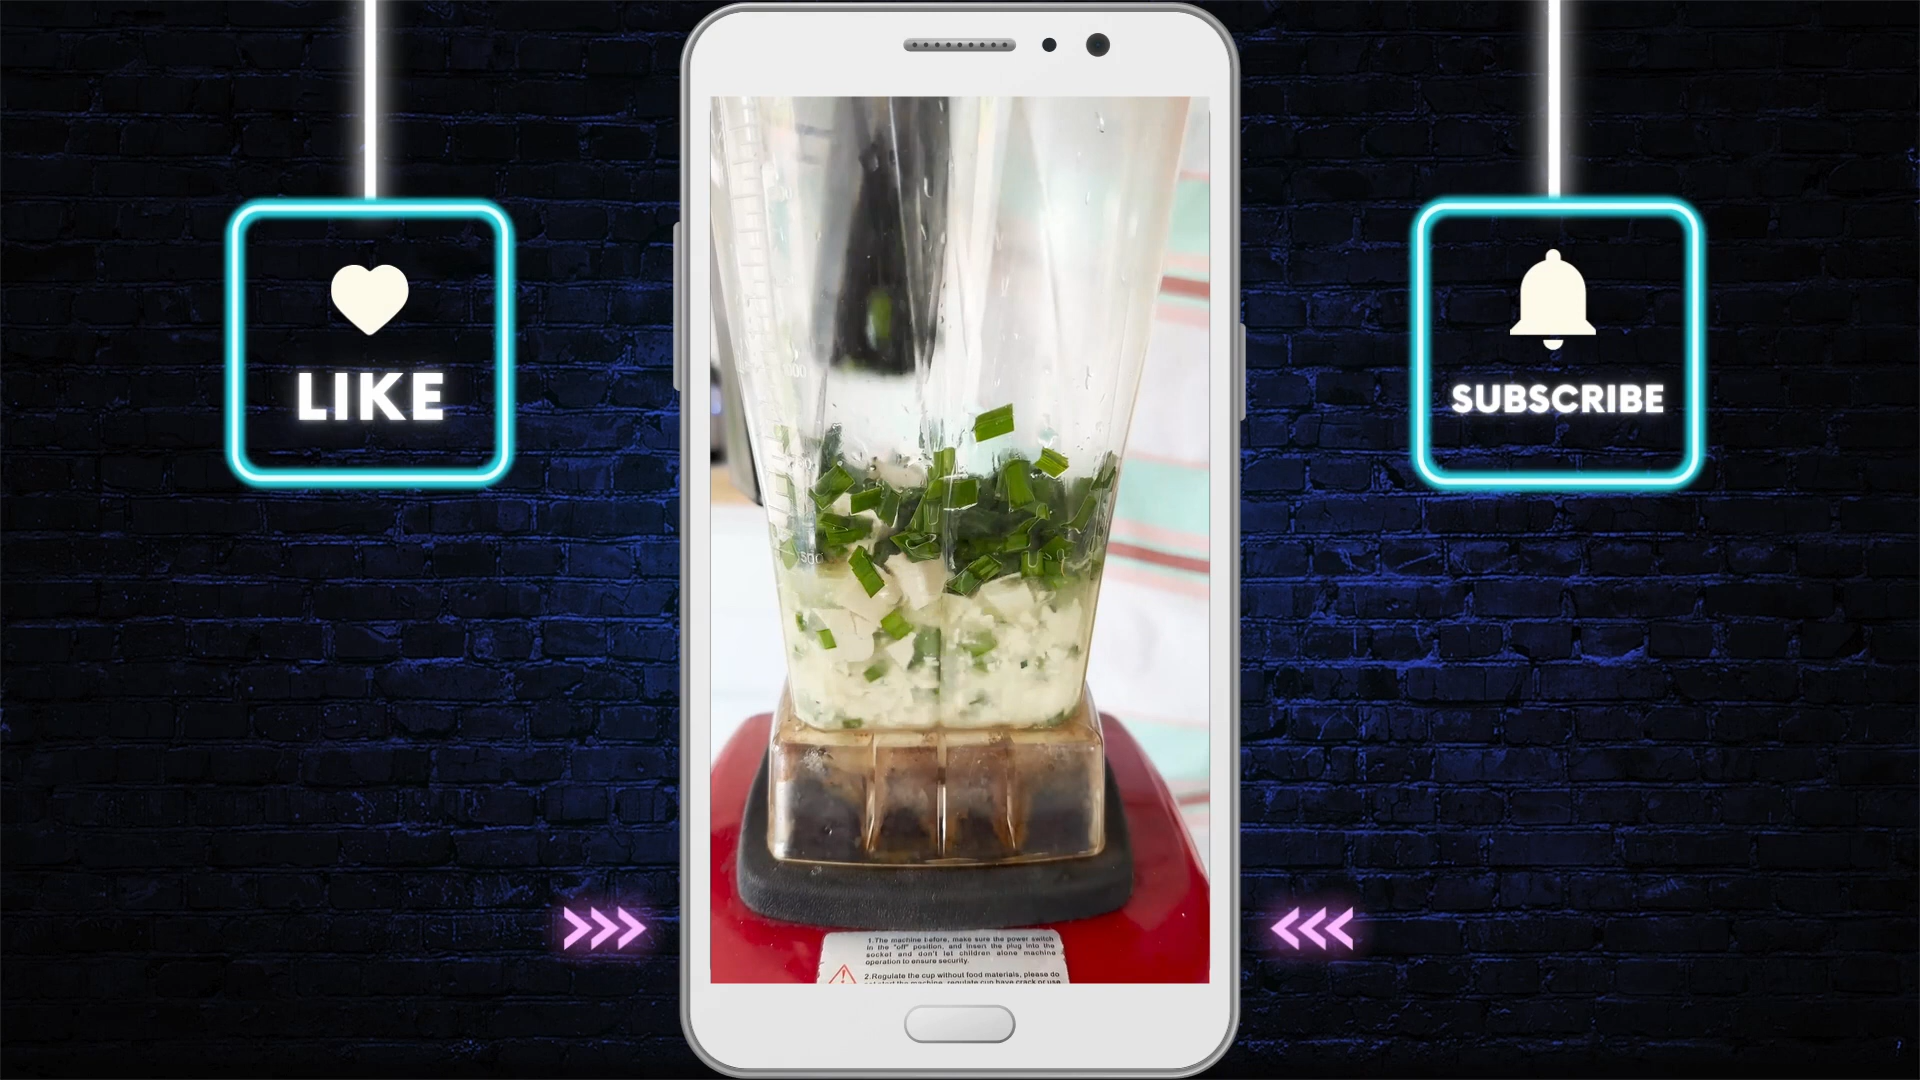 LIKE
SUBSCRIBE
500
1.The machine before, make sure the power switch
in the "off" position, and insert the plug into the
socket and don't let children alone machine
operation to ensure security.
2.Regulate the cup without food materials, please do